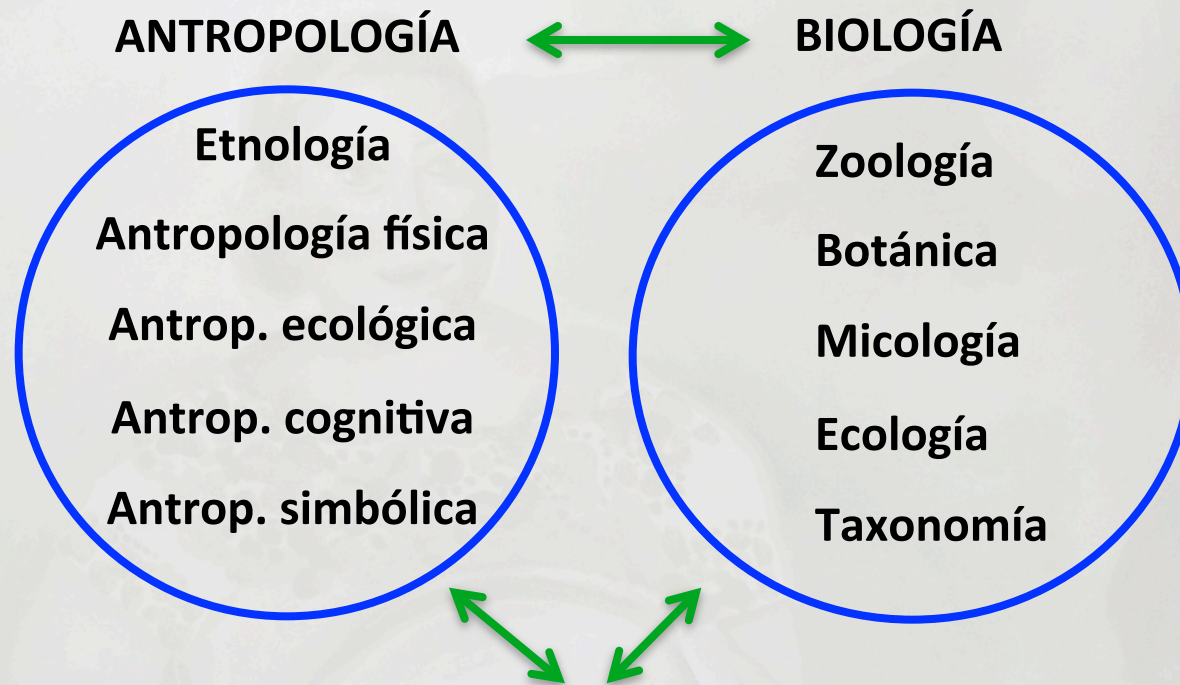 ANTROPOLOGÍA
BIOLOGÍA
Etnología
Antropología física
Antrop. ecológica
Antrop. cognitiva
Antrop. simbólica
Zoología
Botánica
Micología
Ecología
Taxonomía